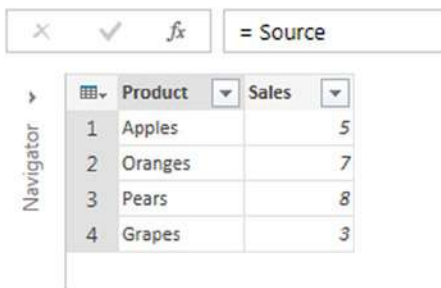 fx = Source
Navigator
Product Sales
1 Apples 5
2 Oranges 7
3 Pears 8
4 Grapes 3